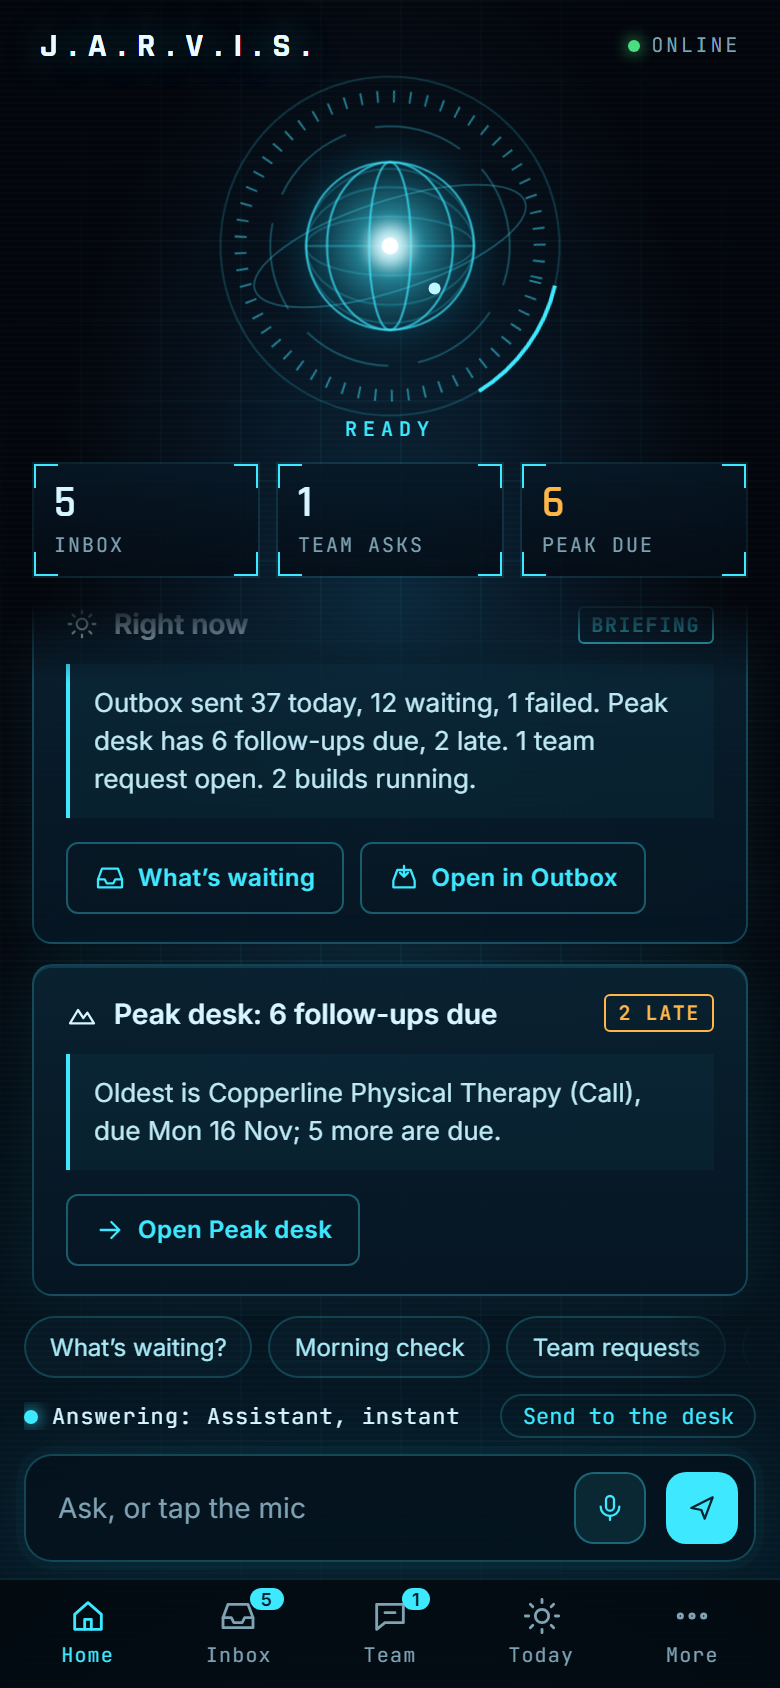 J.A.R.V.I.S.
ONLINE
READY
5
INBOX
1
TEAM ASKS
6
PEAK DUE
Right now
BRIEFING
Outbox sent 37 today, 12 waiting, 1 failed. Peak
desk has 6 follow-ups due, 2 late. 1 team
request open. 2 builds running.
What’s waiting
Open in Outbox
Peak desk: 6 follow-ups due
2 LATE
Oldest is Copperline Physical Therapy (Call),
due Mon 16 Nov; 5 more are due.
Open Peak desk
What’s waiting?
Morning check
Team requests
Answering: Assistant, instant
Send to the desk
Ask, or tap the mic
5
1
Home
Inbox
Team
Today
More